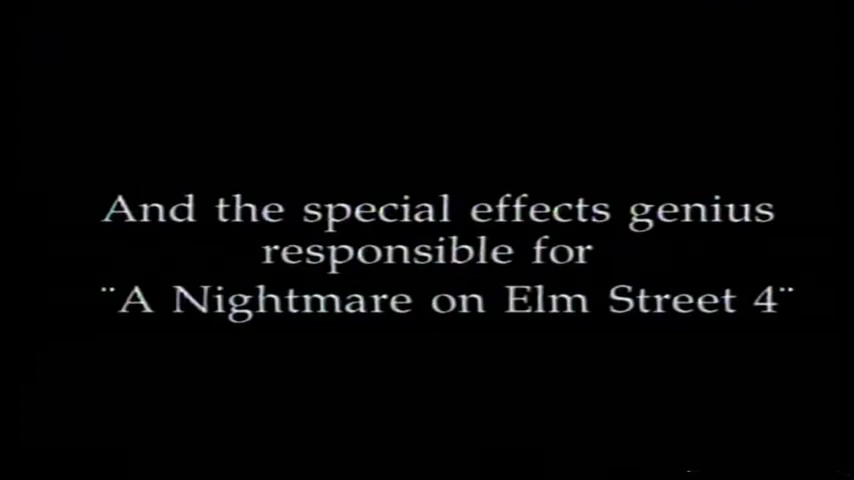 And the special effects genius
responsible for
¨A Nightmare on Elm Street 4¨